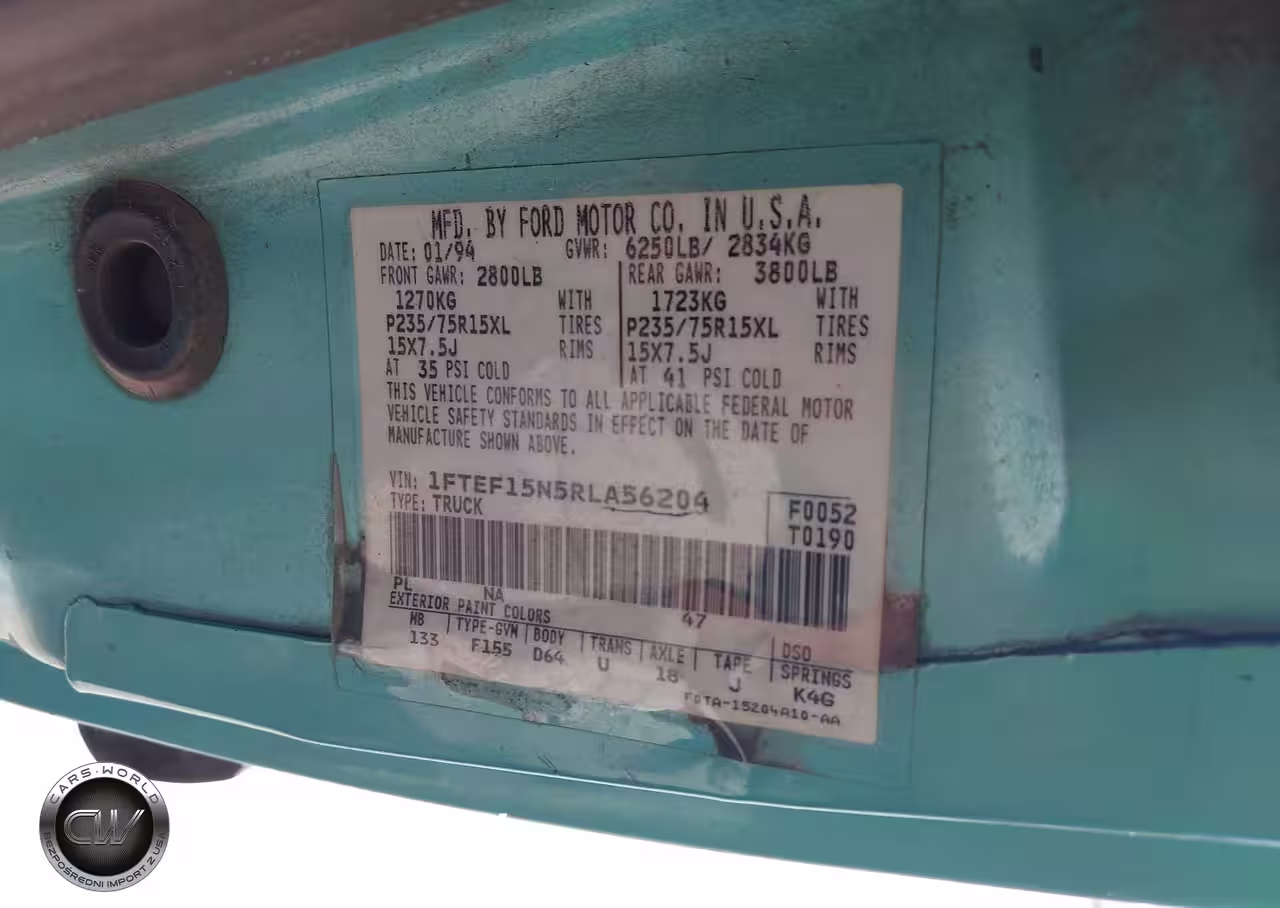 MFD. BY FORD MOTOR CO. IN U.S.A.
DATE: 01/94 GVWR: 6250LB/ 2834KG
FRONT GAWR: 2800LB REAR GAWR: 3800LB
1270KG WITH 1723KG WITH
P235/75R15XL TIRES P235/75R15XL TIRES
15X7.5J RIMS 15X7.5J RIMS
AT 35 PSI COLD AT 41 PSI COLD
THIS VEHICLE CONFORMS TO ALL APPLICABLE FEDERAL MOTOR
VEHICLE SAFETY STANDARDS IN EFFECT ON THE DATE OF
MANUFACTURE SHOWN ABOVE.
VIN: 1FTEF15N5RLA56204
TYPE: TRUCK
F0052
T0190
PL NA 47
EXTERIOR PAINT COLORS DSO
WB TYPE-GVM BODY TRANS AXLE TAPE SPRINGS
133 F155 D64 U 18 J K4G
F0TA-15204A10-AA
CARS·WORLD
CW
BEZPOŚREDNI IMPORT Z USA